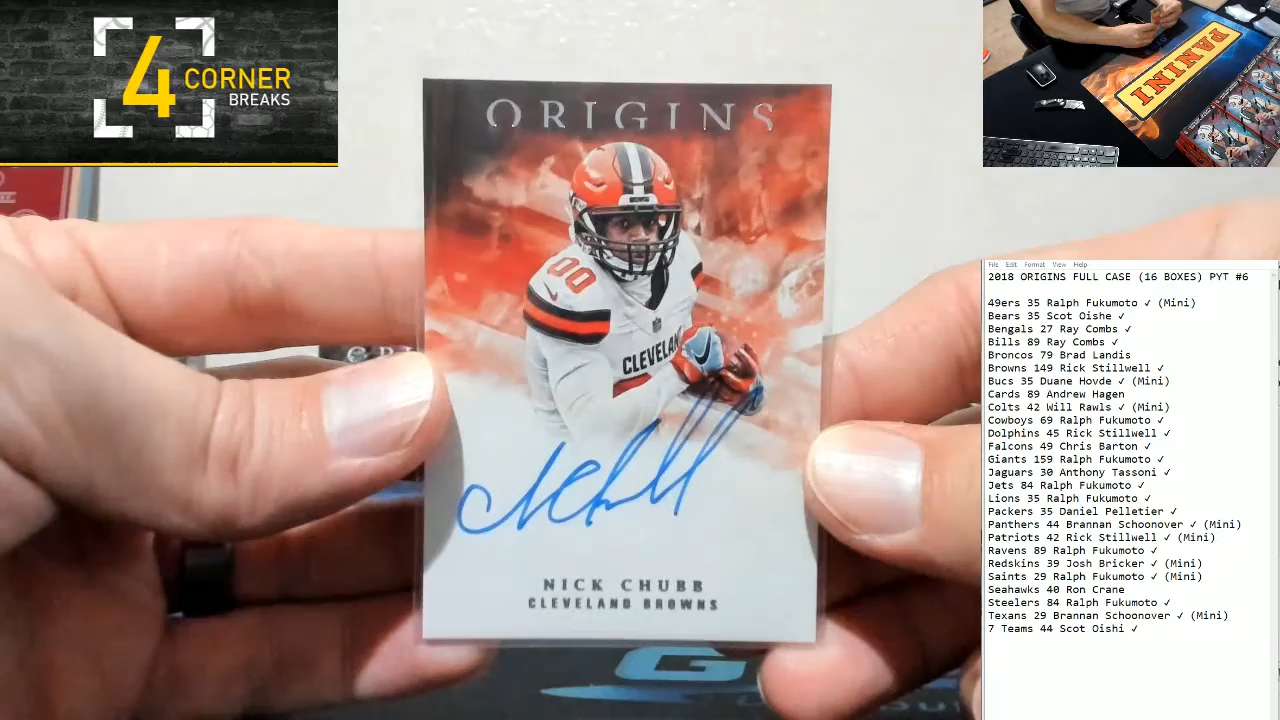 4 CORNER
BREAKS
ORIGINS
00
CLEVELAN
NICK CHUBB
CLEVELAND BROWNS
G
PANINI
File Edit Format View Help
2018 ORIGINS FULL CASE (16 BOXES) PYT #6
49ers 35 Ralph Fukumoto ✓ (Mini)
Bears 35 Scot Oishe ✓
Bengals 27 Ray Combs ✓
Bills 89 Ray Combs ✓
Broncos 79 Brad Landis
Browns 149 Rick Stillwell ✓
Bucs 35 Duane Hovde ✓ (Mini)
Cards 89 Andrew Hagen
Colts 42 Will Rawls ✓ (Mini)
Cowboys 69 Ralph Fukumoto ✓
Dolphins 45 Rick Stillwell ✓
Falcons 49 Chris Barton ✓
Giants 159 Ralph Fukumoto ✓
Jaguars 30 Anthony Tassoni ✓
Jets 84 Ralph Fukumoto ✓
Lions 35 Ralph Fukumoto ✓
Packers 35 Daniel Pelletier ✓
Panthers 44 Brannan Schoonover ✓ (Mini)
Patriots 42 Rick Stillwell ✓ (Mini)
Ravens 89 Ralph Fukumoto ✓
Redskins 39 Josh Bricker ✓ (Mini)
Saints 29 Ralph Fukumoto ✓ (Mini)
Seahawks 40 Ron Crane
Steelers 84 Ralph Fukumoto ✓
Texans 29 Brannan Schoonover ✓ (Mini)
7 Teams 44 Scot Oishi ✓